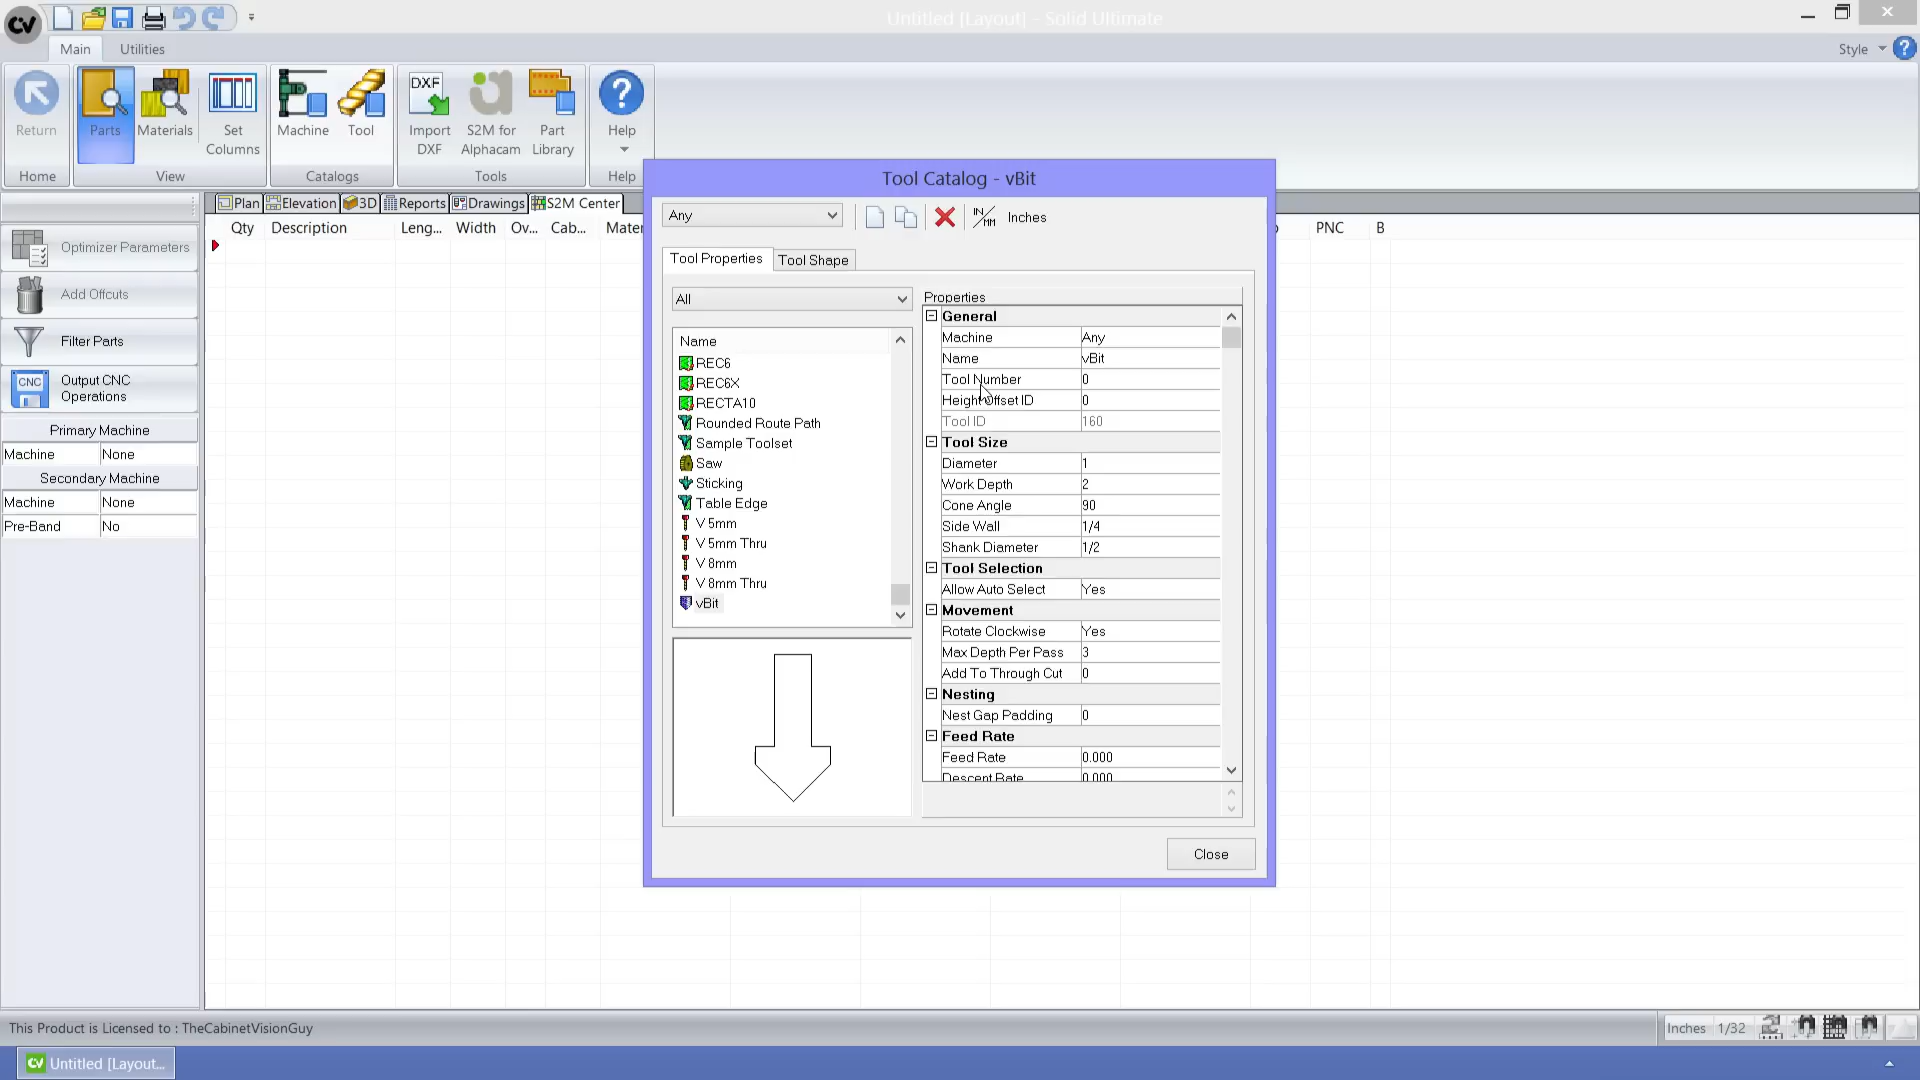 CV
Untitled [Layout] - Solid Ultimate
Main
Utilities
Style
Return
Parts
Materials
Set
Columns
Machine
Tool
DXF
Import
DXF
S2M for
Alphacam
Part
Library
Help
Home
View
Catalogs
Tools
Help
Plan
Elevation
3D
Reports
Drawings
S2M Center
Qty
Description
Leng...
Width
Ov...
Cab...
Mater
PNC
B
Optimizer Parameters
Add Offcuts
Filter Parts
CNC
Output CNC
Operations
Primary Machine
Machine None
Secondary Machine
Machine None
Pre-Band No
Tool Catalog - vBit
Any
IN/MM
Inches
Tool Properties
Tool Shape
All
Name
REC6
REC6X
RECTA10
Rounded Route Path
Sample Toolset
Saw
Sticking
Table Edge
V 5mm
V 5mm Thru
V 8mm
V 8mm Thru
vBit
Properties
General
Machine Any
Name vBit
Tool Number 0
Height Offset ID 0
Tool ID 160
Tool Size
Diameter 1
Work Depth 2
Cone Angle 90
Side Wall 1/4
Shank Diameter 1/2
Tool Selection
Allow Auto Select Yes
Movement
Rotate Clockwise Yes
Max Depth Per Pass 3
Add To Through Cut 0
Nesting
Nest Gap Padding 0
Feed Rate
Feed Rate 0.000
Descent Rate 0.000
Close
This Product is Licensed to : TheCabinetVisionGuy
Inches 1/32
CV Untitled [Layout...